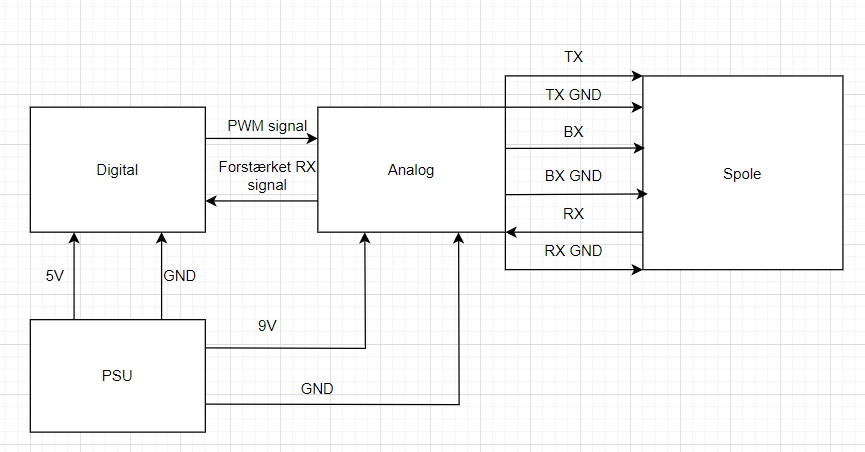 TX
TX GND
PWM signal
BX
Digital
Forstærket RX
signal
Analog
BX GND
Spole
RX
RX GND
5V
GND
9V
PSU
GND